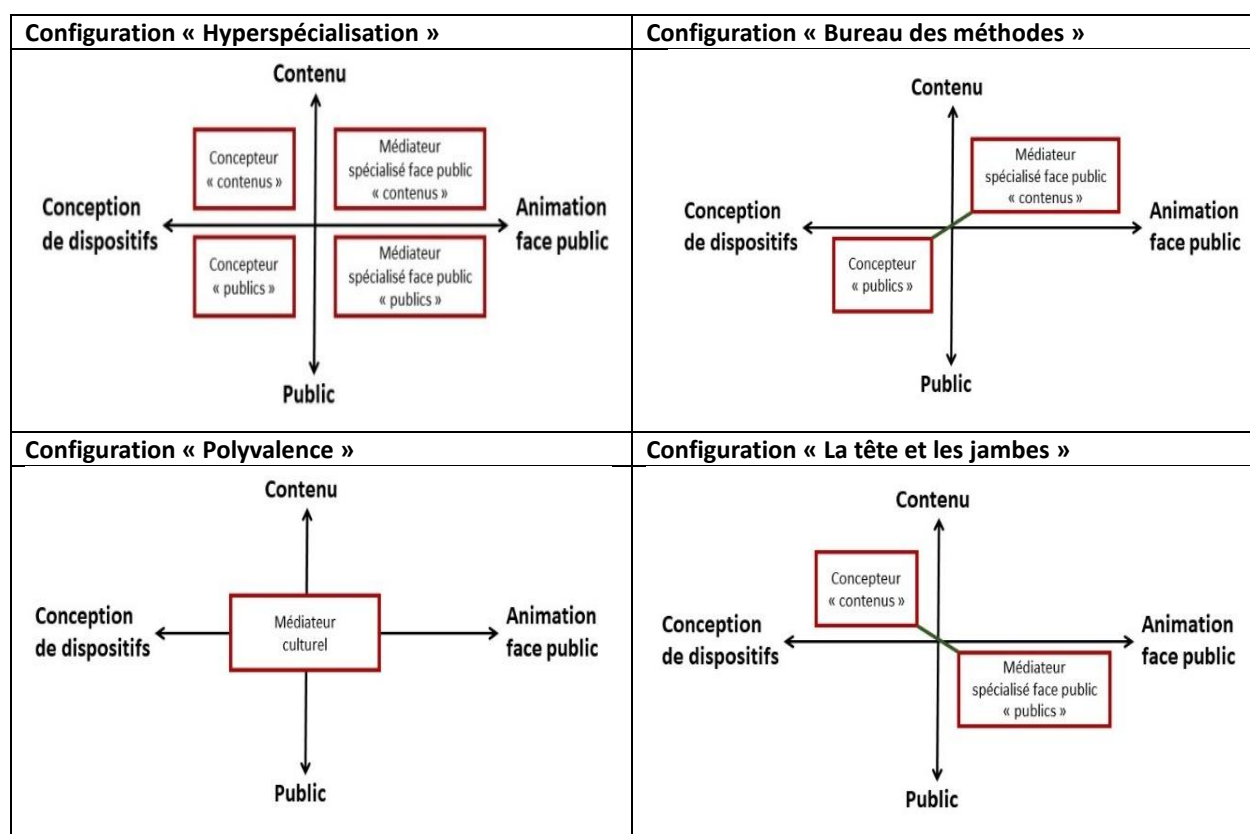 Configuration « Hyperspécialisation »
Contenu
Concepteur
« contenus »
Médiateur
spécialisé face public
« contenus »
Conception
de dispositifs
Animation
face public
Concepteur
« publics »
Médiateur
spécialisé face public
« publics »
Public
Configuration « Bureau des méthodes »
Contenu
Médiateur
spécialisé face public
« contenus »
Conception
de dispositifs
Animation
face public
Concepteur
« publics »
Public
Configuration « Polyvalence »
Contenu
Conception
de dispositifs
Médiateur
culturel
Animation
face public
Public
Configuration « La tête et les jambes »
Contenu
Concepteur
« contenus »
Conception
de dispositifs
Animation
face public
Médiateur
spécialisé face public
« publics »
Public